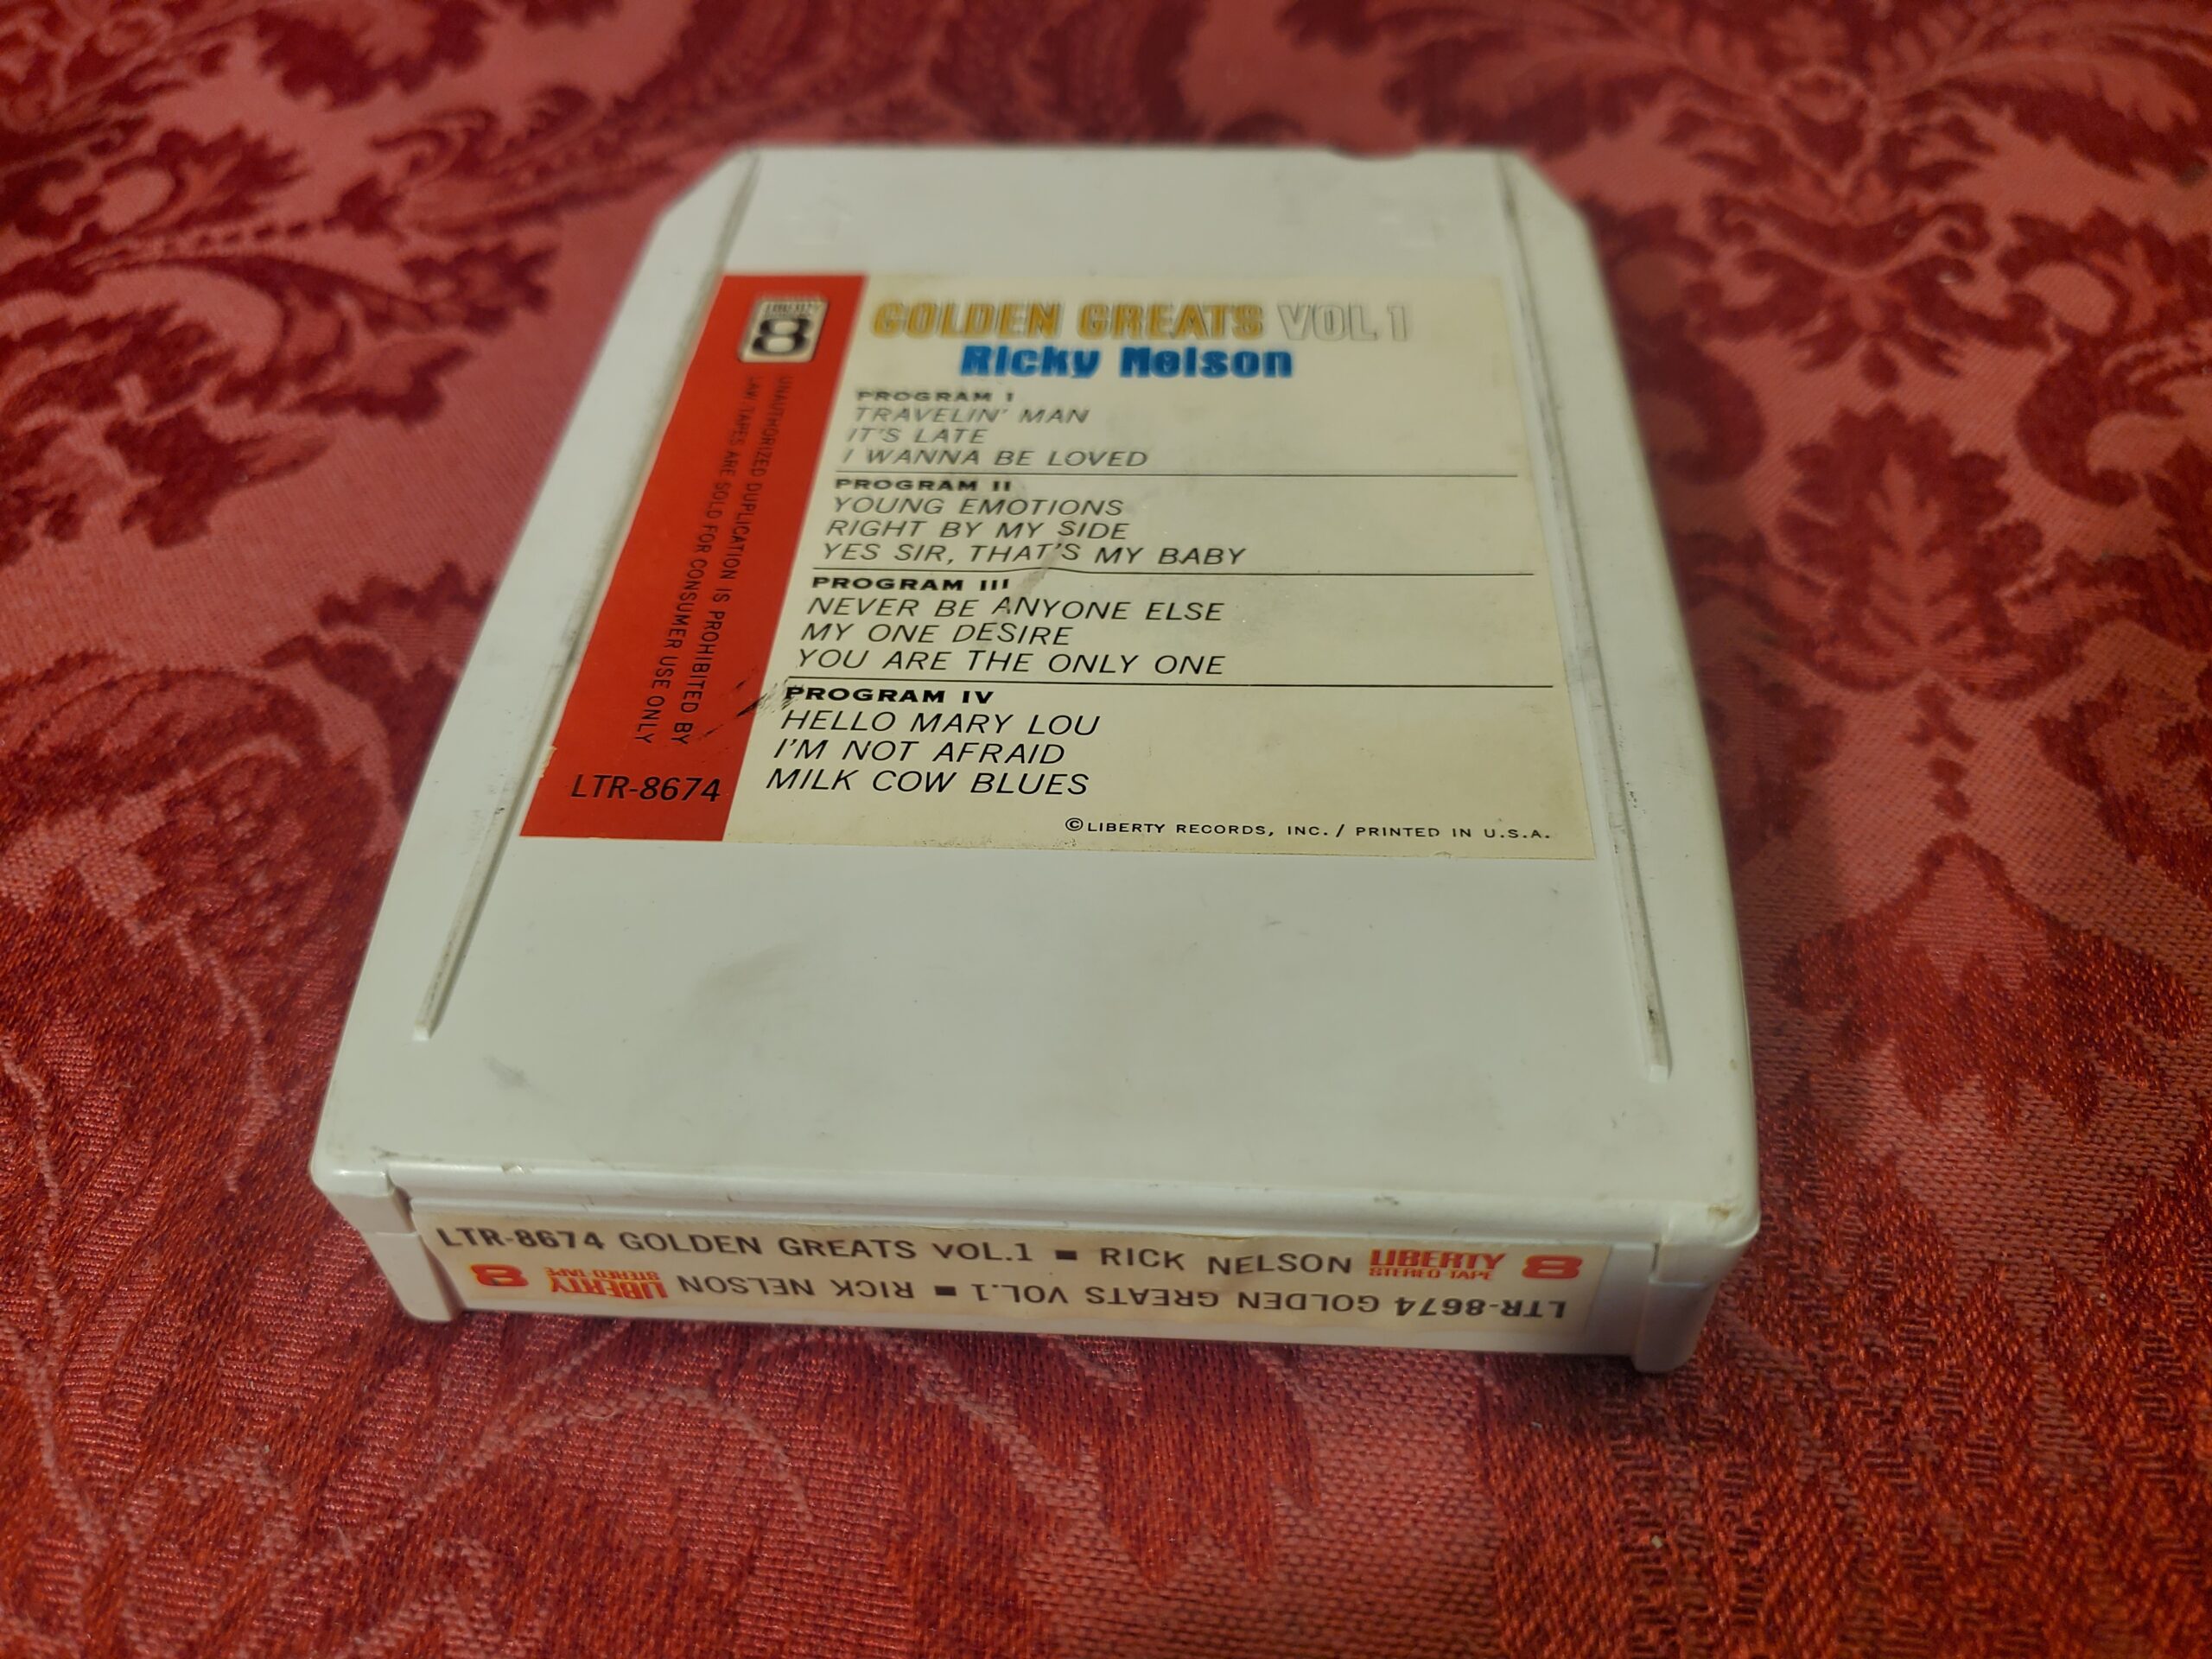 LIBERTY
8
UNAUTHORIZED DUPLICATION IS PROHIBITED BY
LAW. TAPES ARE SOLD FOR CONSUMER USE ONLY
LTR-8674
GOLDEN GREATS VOL 1
Ricky Nelson
PROGRAM I
TRAVELIN' MAN
IT'S LATE
I WANNA BE LOVED
PROGRAM II
YOUNG EMOTIONS
RIGHT BY MY SIDE
YES SIR, THAT'S MY BABY
PROGRAM III
NEVER BE ANYONE ELSE
MY ONE DESIRE
YOU ARE THE ONLY ONE
PROGRAM IV
HELLO MARY LOU
I'M NOT AFRAID
MILK COW BLUES
©LIBERTY RECORDS, INC. / PRINTED IN U.S.A.
LTR-8674 GOLDEN GREATS VOL.1 ■ RICK NELSON LIBERTY STEREO-TAPE 8
LTR-8674 GOLDEN GREATS VOL.1 ■ RICK NELSON LIBERTY STEREO-TAPE 8